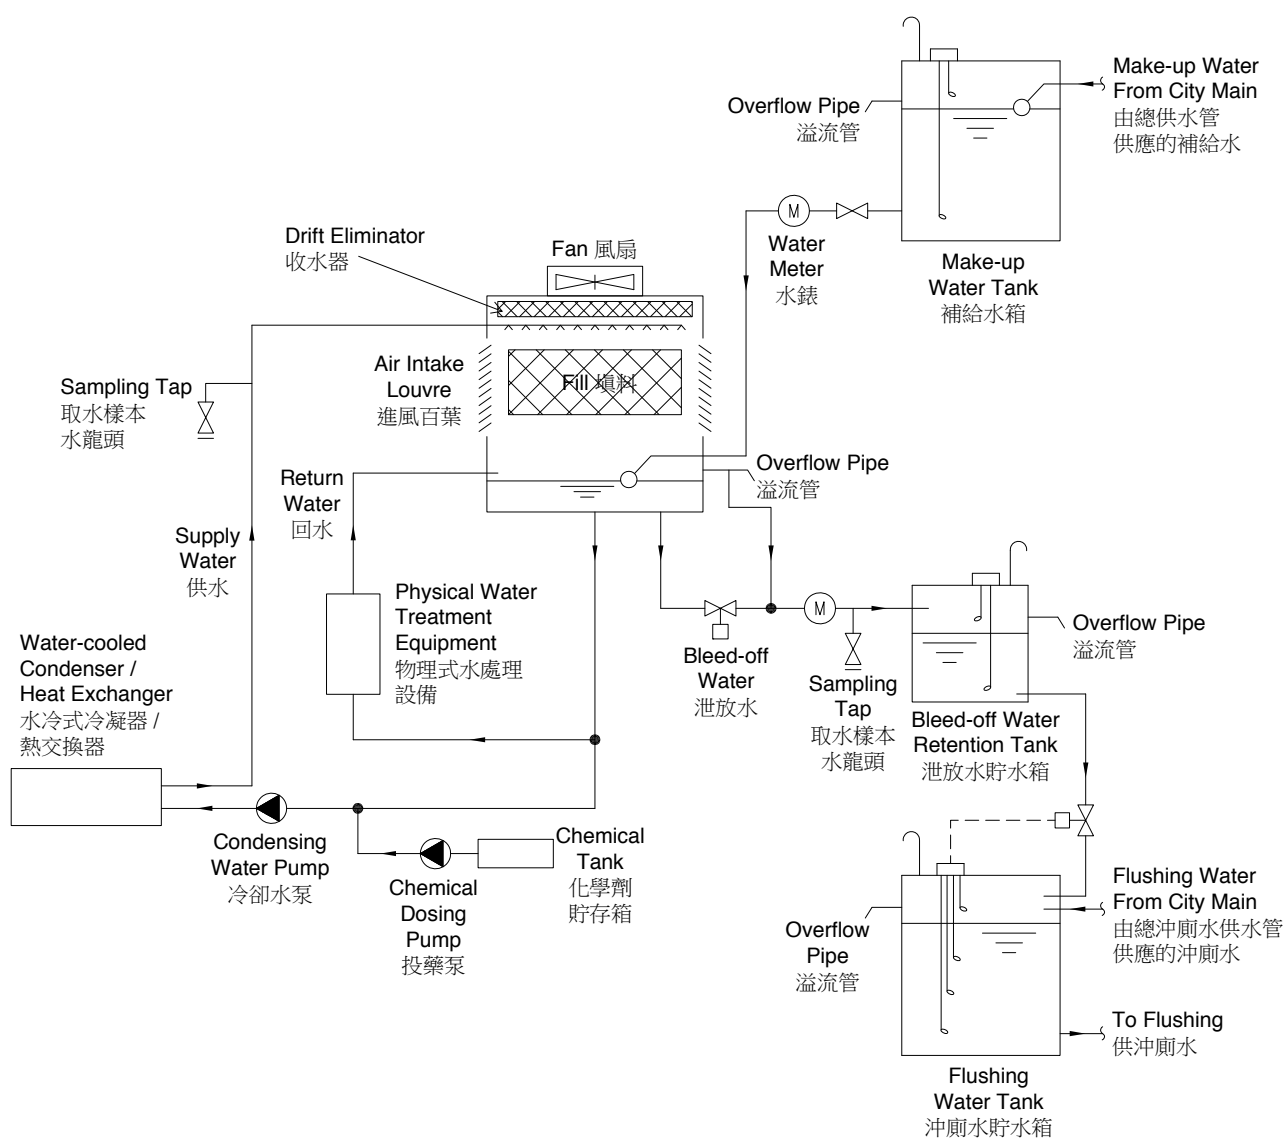 Make-up Water
From City Main
由總供水管
供應的補給水
Overflow Pipe
溢流管
M
Water
Meter
水錶
Make-up
Water Tank
補給水箱
Drift Eliminator
收水器
Fan 風扇
Air Intake
Louvre
進風百葉
Fill 填料
Sampling Tap
取水樣本
水龍頭
Return
Water
回水
Overflow Pipe
溢流管
Supply
Water
供水
Physical Water
Treatment
Equipment
物理式水處理
設備
Bleed-off
Water
泄放水
M
Sampling
Tap
取水樣本
水龍頭
Overflow Pipe
溢流管
Bleed-off Water
Retention Tank
泄放水貯水箱
Water-cooled
Condenser /
Heat Exchanger
水冷式冷凝器 /
熱交換器
Condensing
Water Pump
冷卻水泵
Chemical
Dosing
Pump
投藥泵
Chemical
Tank
化學劑
貯存箱
Overflow
Pipe
溢流管
Flushing Water
From City Main
由總沖廁水供水管
供應的沖廁水
To Flushing
供沖廁水
Flushing
Water Tank
沖廁水貯水箱